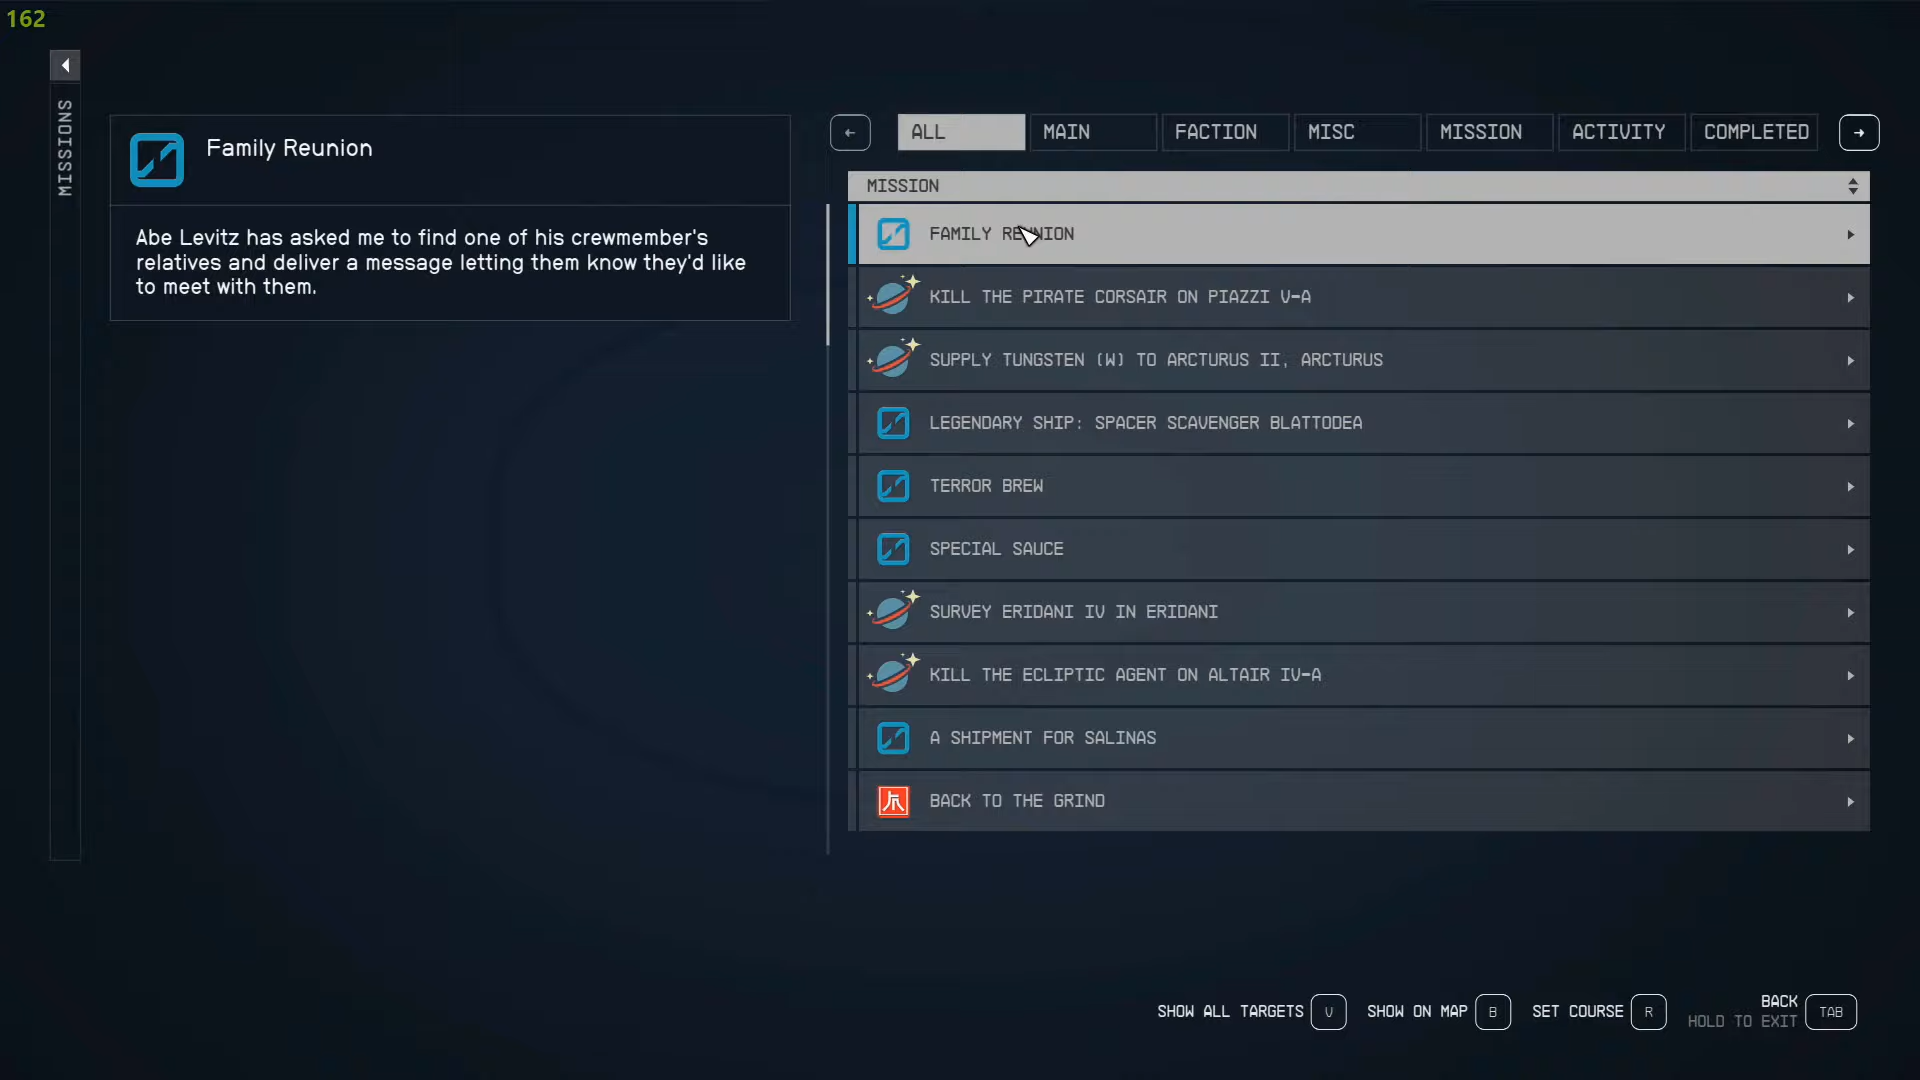 162
MISSIONS
Family Reunion
Abe Levitz has asked me to find one of his crewmember's
relatives and deliver a message letting them know they'd like
to meet with them.
ALL MAIN FACTION MISC MISSION ACTIVITY COMPLETED
MISSION
FAMILY REUNION
KILL THE PIRATE CORSAIR ON PIAZZI V-A
SUPPLY TUNGSTEN (W) TO ARCTURUS II, ARCTURUS
LEGENDARY SHIP: SPACER SCAVENGER BLATTODEA
TERROR BREW
SPECIAL SAUCE
SURVEY ERIDANI IV IN ERIDANI
KILL THE ECLIPTIC AGENT ON ALTAIR IV-A
A SHIPMENT FOR SALINAS
BACK TO THE GRIND
SHOW ALL TARGETS V SHOW ON MAP B SET COURSE R BACK TAB
HOLD TO EXIT